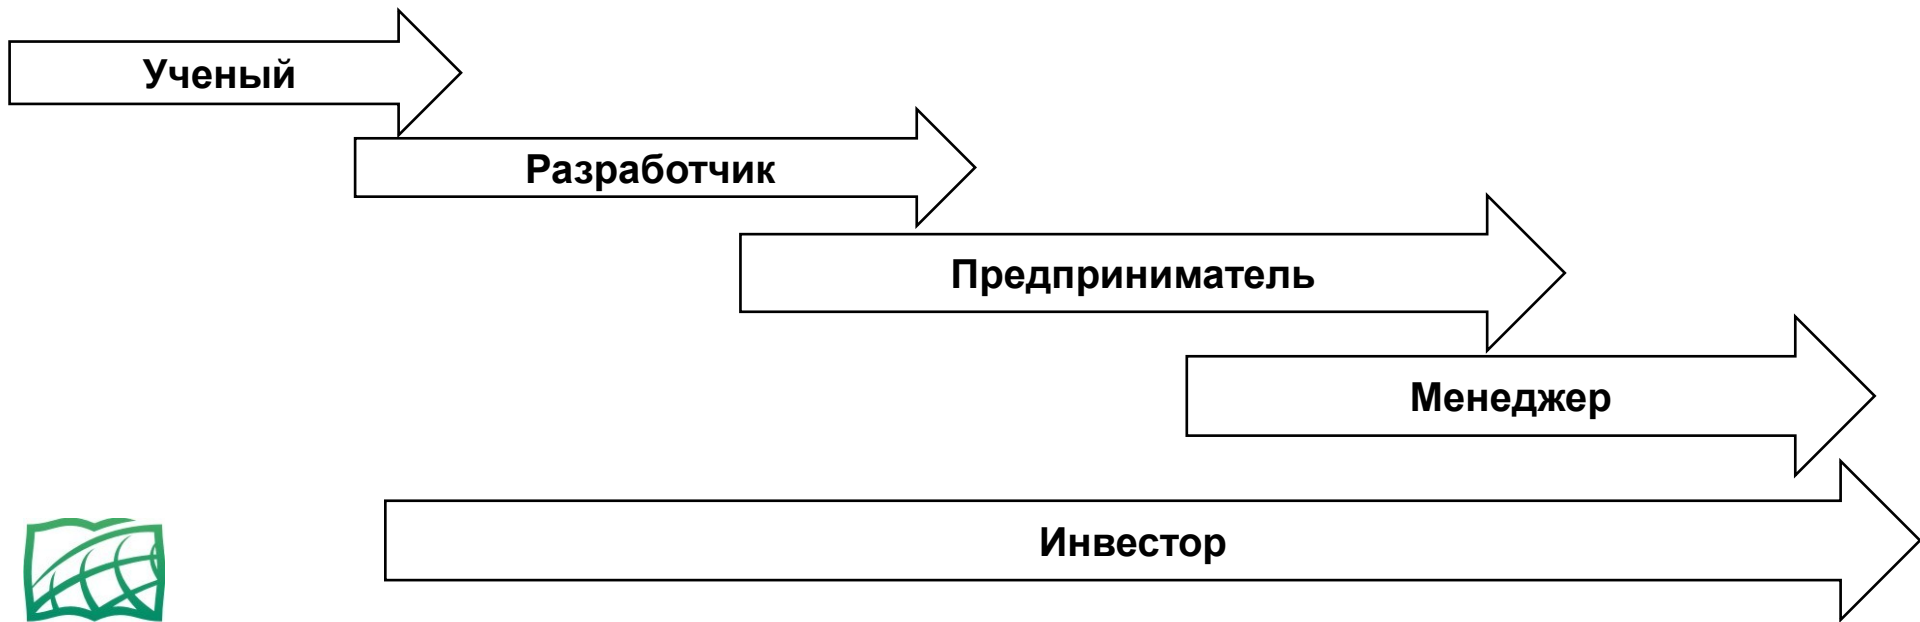 Ученый
Разработчик
Предприниматель
Менеджер
Инвестор